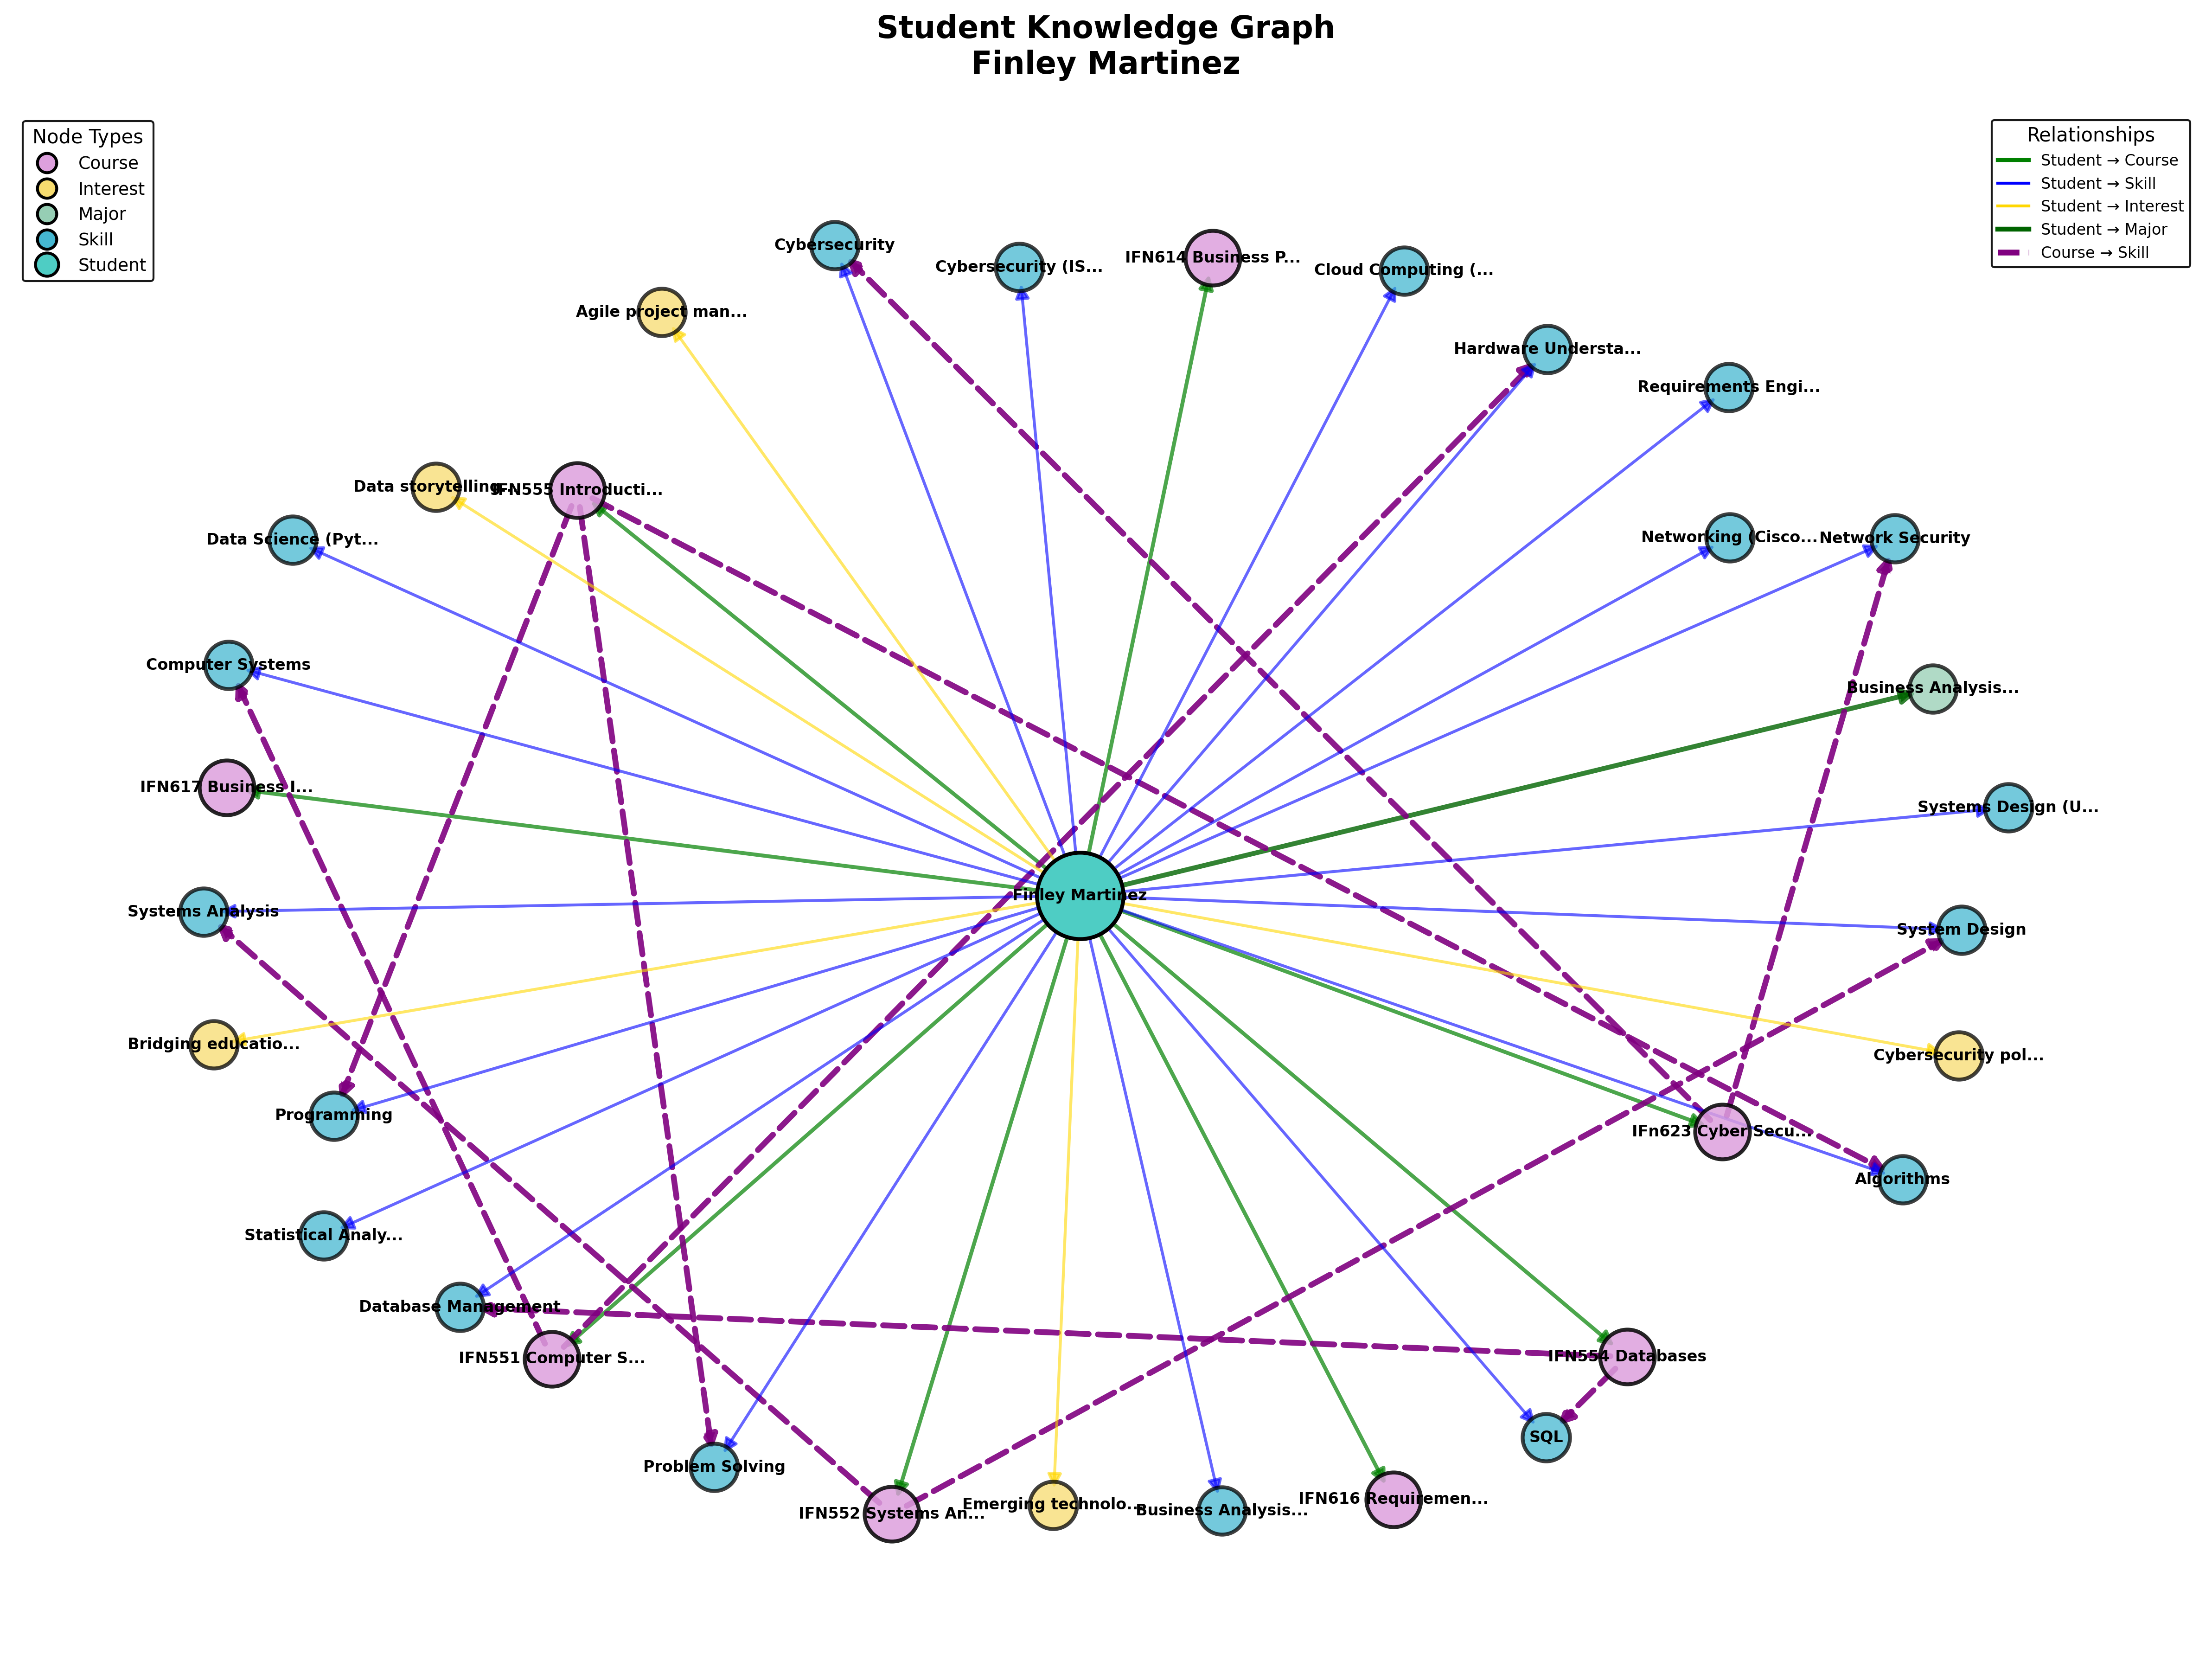 Student Knowledge Graph
Finley Martinez
Node Types
Course
Interest
Major
Skill
Student
Relationships
Student → Course
Student → Skill
Student → Interest
Student → Major
Course → Skill
Cybersecurity
Cybersecurity (IS...
IFN614 Business P...
Cloud Computing (...
Agile project man...
Hardware Understa...
Requirements Engi...
Data storytelling...
IFN555 Introducti...
Data Science (Pyt...
Networking (Cisco...
Network Security
Computer Systems
Business Analysis...
IFN617 Business I...
Systems Design (U...
Finley Martinez
Systems Analysis
System Design
Bridging educatio...
Cybersecurity pol...
Programming
IFn623 Cyber Secu...
Algorithms
Statistical Analy...
Database Management
IFN551 Computer S...
IFN554 Databases
Problem Solving
SQL
IFN552 Systems An...
Emerging technolo...
Business Analysis...
IFN616 Requiremen...